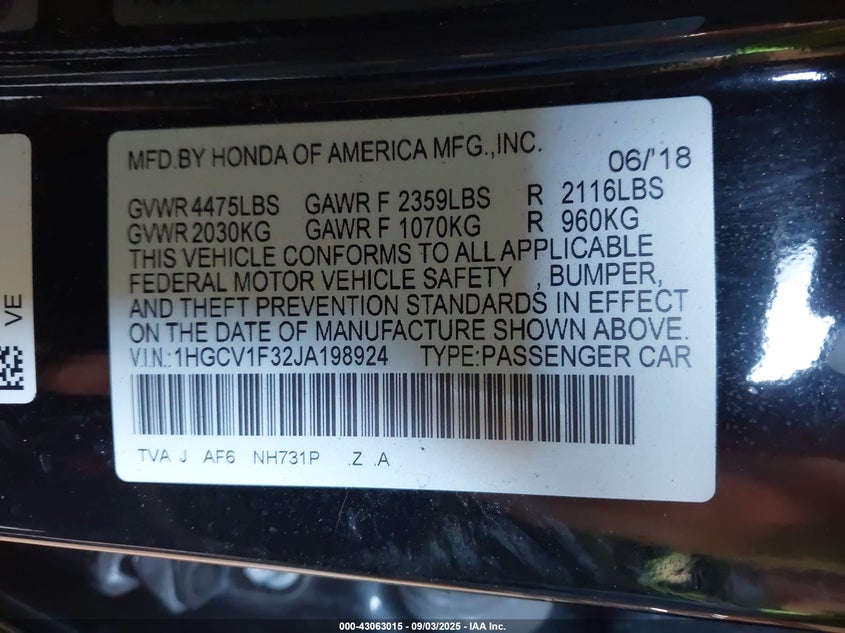 MFD.BY HONDA OF AMERICA MFG.,INC. 06/'18
GVWR 4475LBS GAWR F 2359LBS R 2116LBS
GVWR 2030KG GAWR F 1070KG R 960KG
THIS VEHICLE CONFORMS TO ALL APPLICABLE
FEDERAL MOTOR VEHICLE SAFETY , BUMPER,
AND THEFT PREVENTION STANDARDS IN EFFECT
ON THE DATE OF MANUFACTURE SHOWN ABOVE.
V.I.N.:1HGCV1F32JA198924 TYPE:PASSENGER CAR
TVA J AF6 NH731P .Z .A
VE
000-43063015 - 09/03/2025 - IAA Inc.